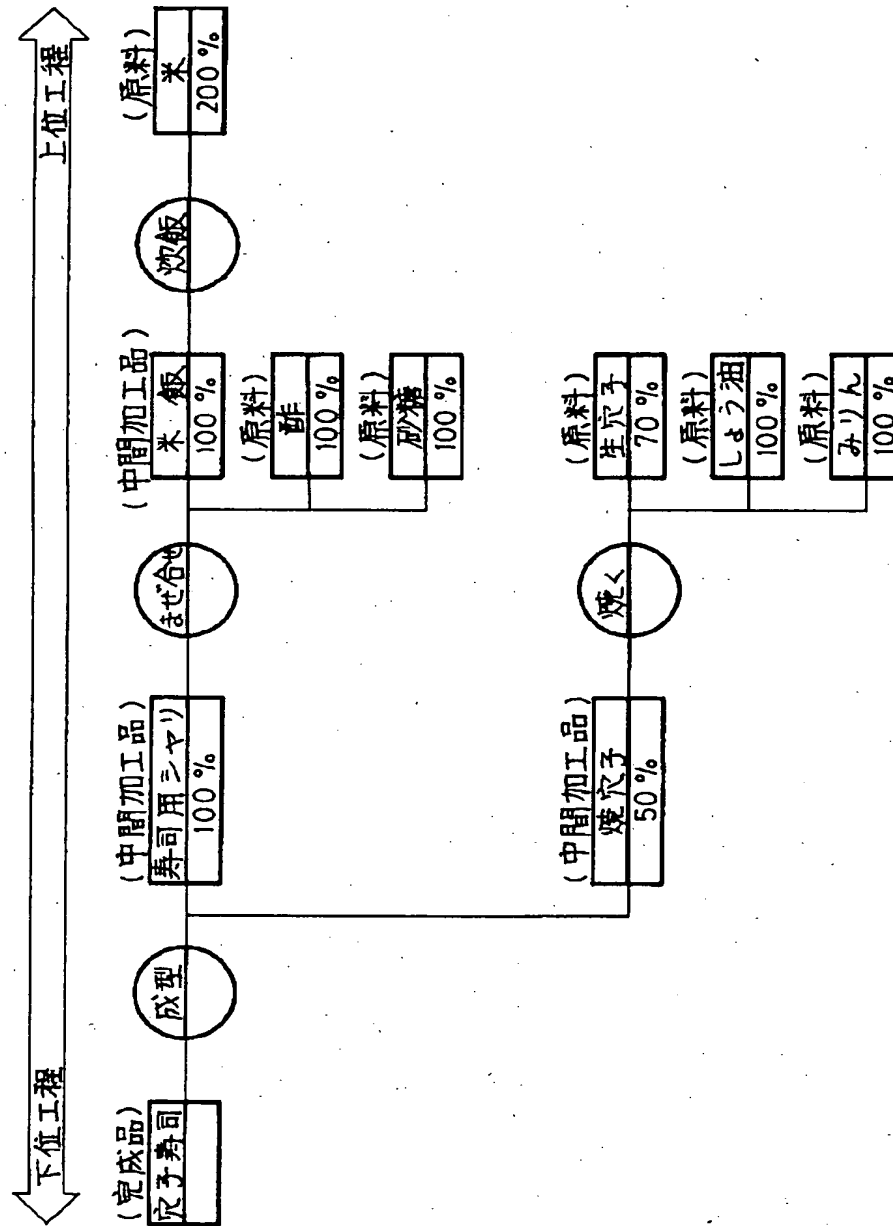 下位工程
上位工程
(完成品)
穴子寿司
成型
(中間加工品)
寿司用シャリ
100%
まぜ合せ
(中間加工品)
米飯
100%
(原料)
酢
100%
(原料)
砂糖
100%
炊飯
(原料)
米
200%
(中間加工品)
焼穴子
50%
焼く
(原料)
生穴子
70%
(原料)
しょう油
100%
(原料)
みりん
100%